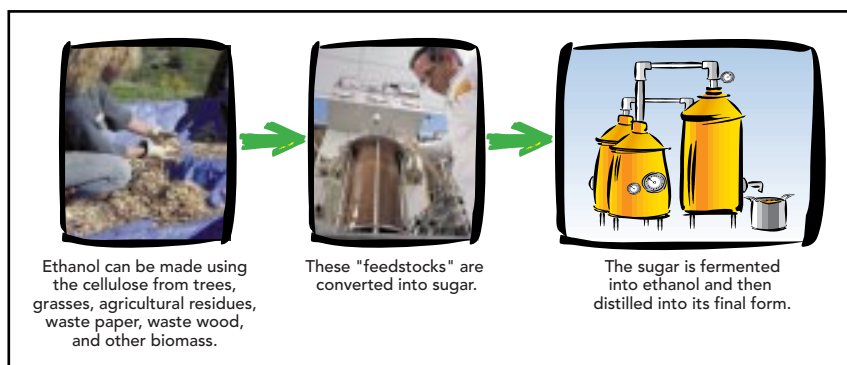 Ethanol can be made using
the cellulose from trees,
grasses, agricultural residues,
waste paper, waste wood,
and other biomass.
These "feedstocks" are
converted into sugar.
The sugar is fermented
into ethanol and then
distilled into its final form.